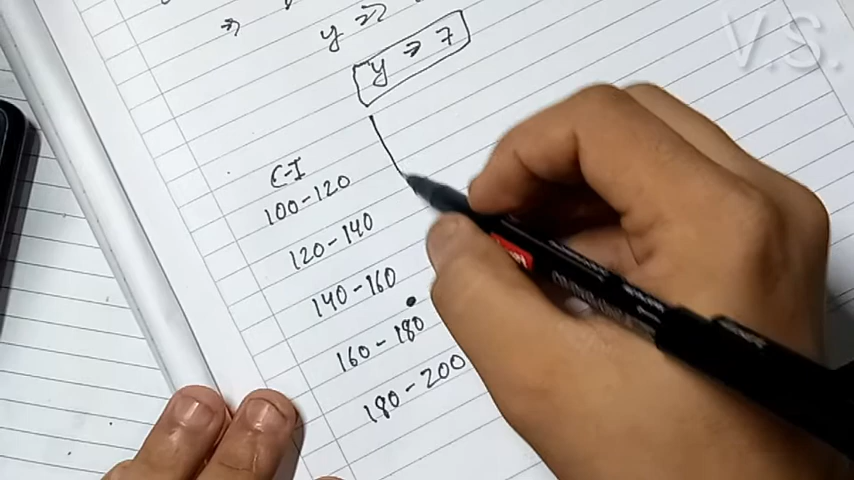 y ⇒
y ⇒ 7
C-I
100-120
120-140
140-160
160-180
180-200
V.S.